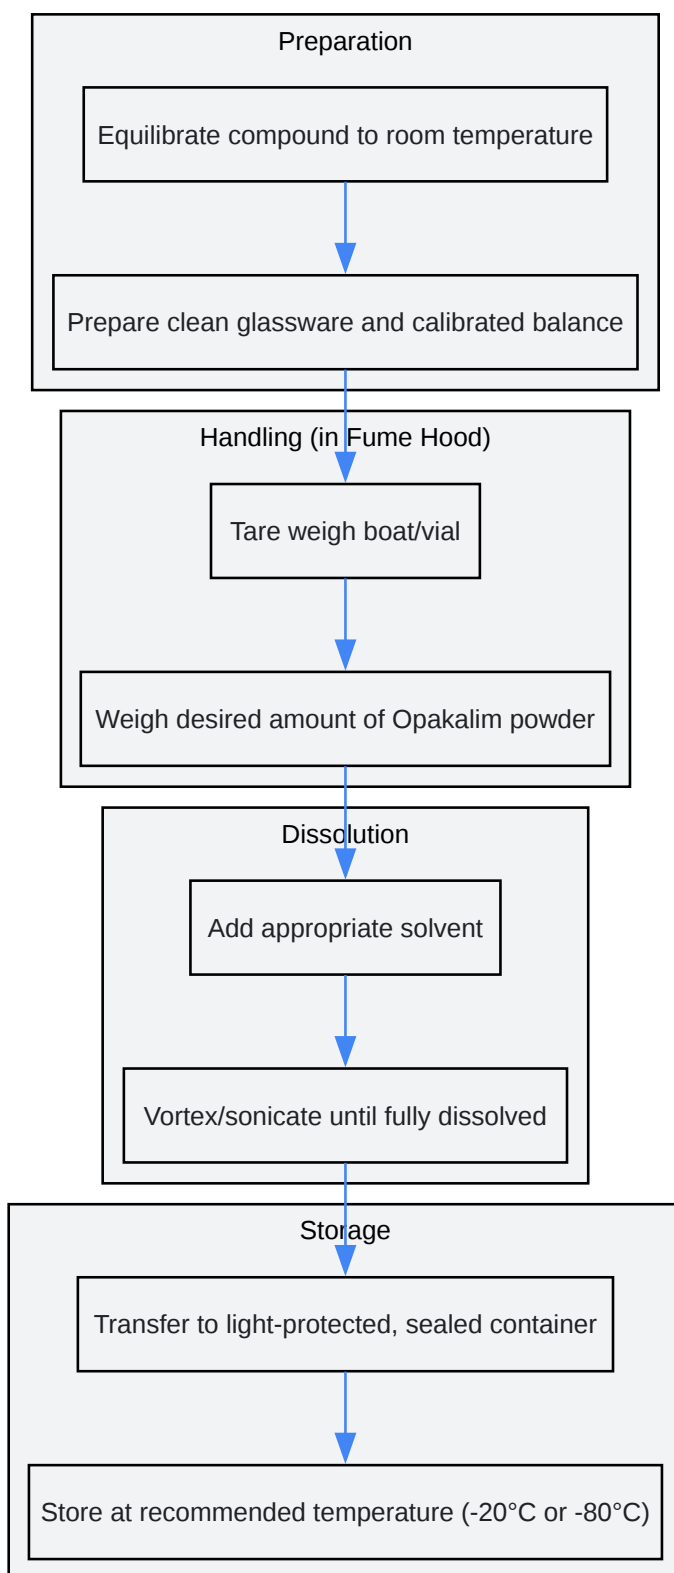 Preparation
Equilibrate compound to room temperature
Prepare clean glassware and calibrated balance
Handling (in Fume Hood)
Tare weigh boat/vial
Weigh desired amount of Opakalim powder
Dissolution
Add appropriate solvent
Vortex/sonicate until fully dissolved
Storage
Transfer to light-protected, sealed container
Store at recommended temperature (-20°C or -80°C)